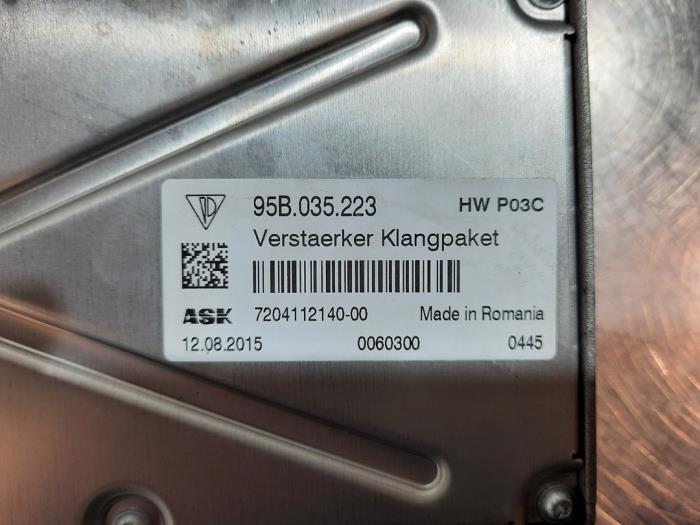 95B.035.223 HW P03C
Verstaerker Klangpaket
ASK 7204112140-00 Made in Romania
12.08.2015 0060300 0445